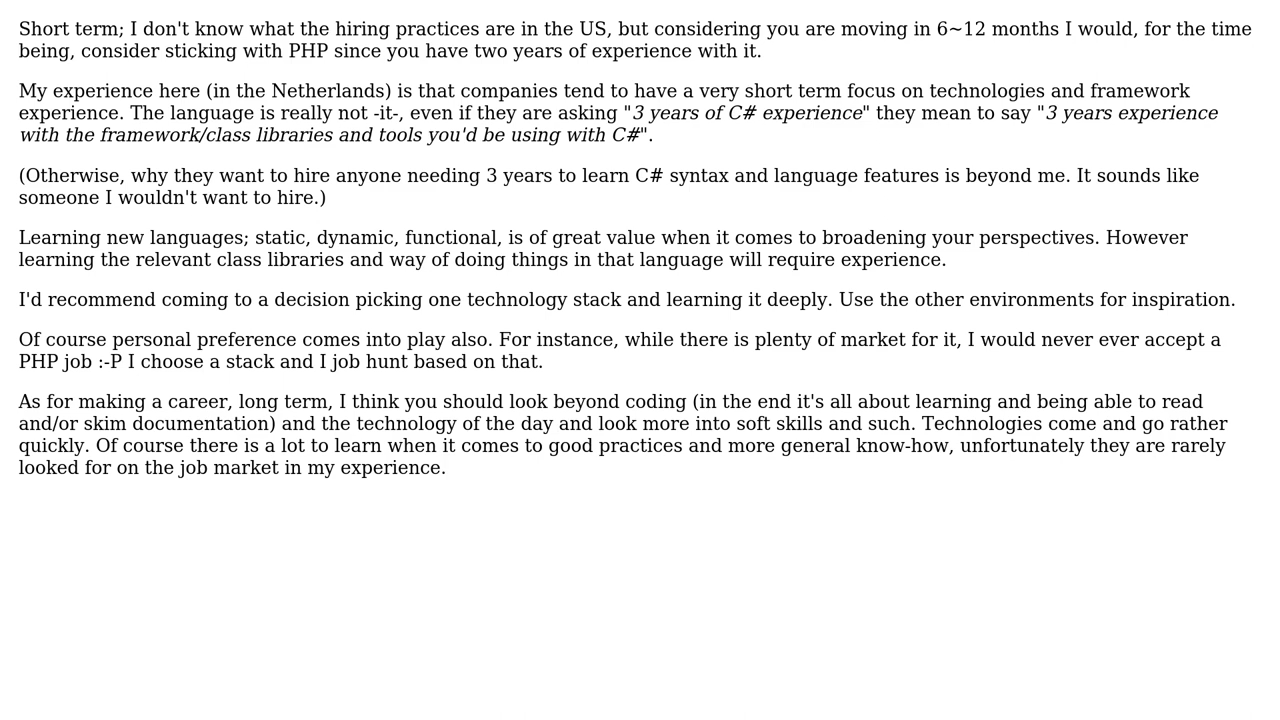 Short term; I don't know what the hiring practices are in the US, but considering you are moving in 6~12 months I would, for the time
being, consider sticking with PHP since you have two years of experience with it.
My experience here (in the Netherlands) is that companies tend to have a very short term focus on technologies and framework
experience. The language is really not -it-, even if they are asking "3 years of C# experience" they mean to say "3 years experience
with the framework/class libraries and tools you'd be using with C#".
(Otherwise, why they want to hire anyone needing 3 years to learn C# syntax and language features is beyond me. It sounds like
someone I wouldn't want to hire.)
Learning new languages; static, dynamic, functional, is of great value when it comes to broadening your perspectives. However
learning the relevant class libraries and way of doing things in that language will require experience.
I'd recommend coming to a decision picking one technology stack and learning it deeply. Use the other environments for inspiration.
Of course personal preference comes into play also. For instance, while there is plenty of market for it, I would never ever accept a
PHP job :-P I choose a stack and I job hunt based on that.
As for making a career, long term, I think you should look beyond coding (in the end it's all about learning and being able to read
and/or skim documentation) and the technology of the day and look more into soft skills and such. Technologies come and go rather
quickly. Of course there is a lot to learn when it comes to good practices and more general know-how, unfortunately they are rarely
looked for on the job market in my experience.